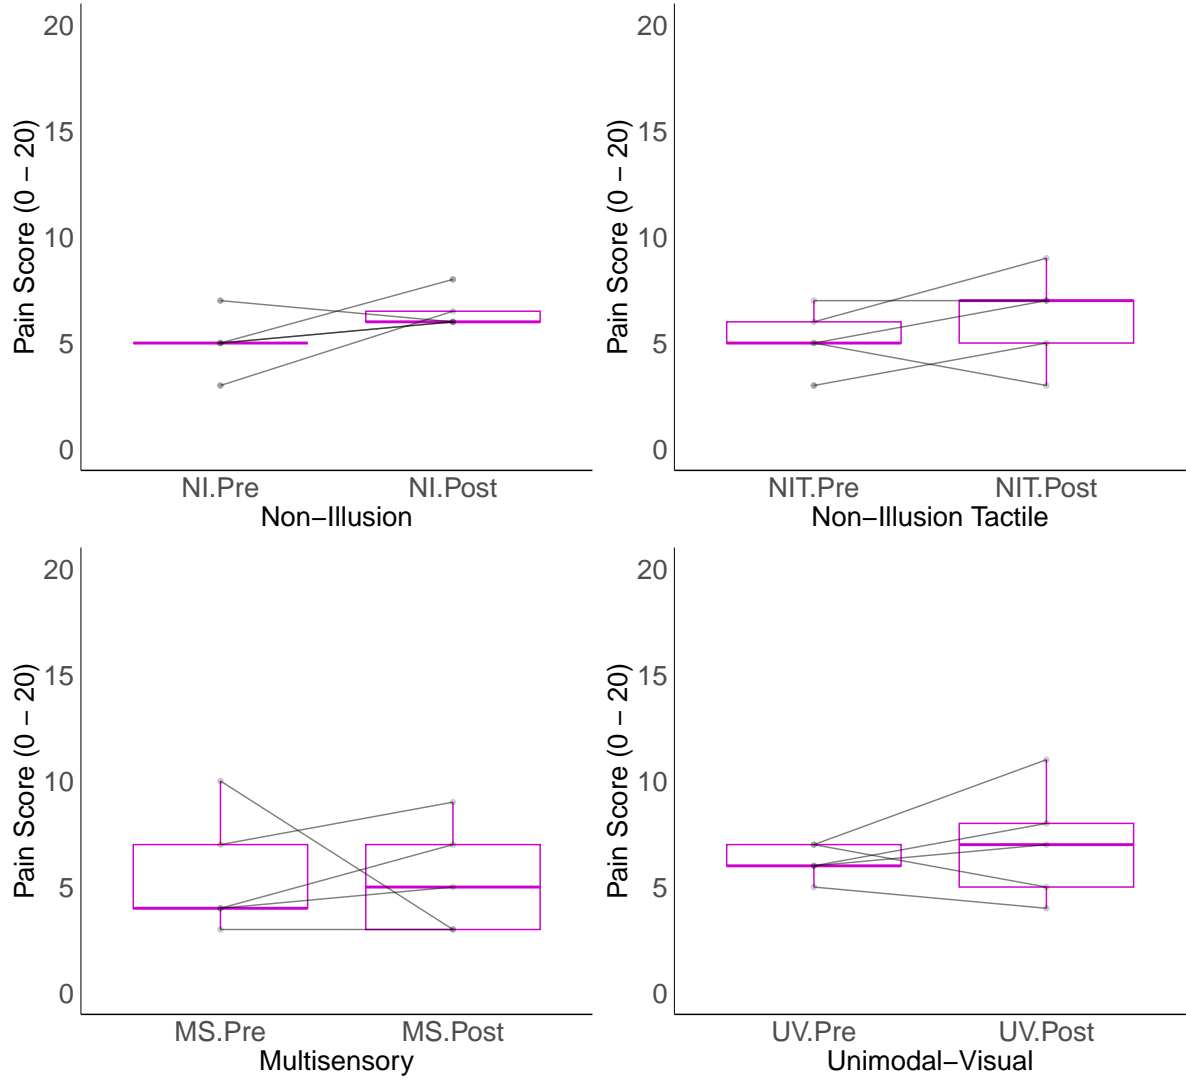 Pain Score (0 − 20)
20
15
10
5
0
NI.Pre NI.Post
Non−Illusion
Pain Score (0 − 20)
20
15
10
5
0
NIT.Pre NIT.Post
Non−Illusion Tactile
Pain Score (0 − 20)
20
15
10
5
0
MS.Pre MS.Post
Multisensory
Pain Score (0 − 20)
20
15
10
5
0
UV.Pre UV.Post
Unimodal−Visual